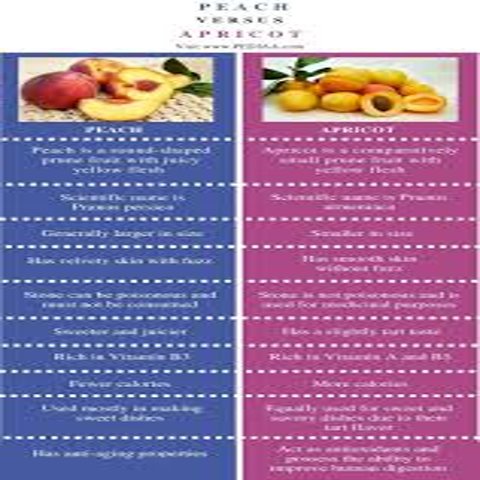 PEACH
VERSUS
APRICOT
Visit www.PEDIAA.com
PEACH
Peach is a round-shaped
prune fruit with juicy
yellow flesh
Scientific name is
Prunus persica
Generally larger in size
Has velvety skin with fuzz
Stone can be poisonous and
must not be consumed
Sweeter and juicier
Rich in Vitamin B3
Fewer calories
Used mostly in making
sweet dishes
Has anti-aging properties
APRICOT
Apricot is a comparatively
small prune fruit with
yellow flesh
Scientific name is Prunus
armeniaca
Smaller in size
Has smooth skin
without fuzz
Stone is not poisonous and is
used for medicinal purposes
Has a slightly tart taste
Rich in Vitamin A and B5
More calories
Equally used for sweet and
savory dishes due to their
tart flavor
Act as antioxidants and
possess the ability to
improve human digestion